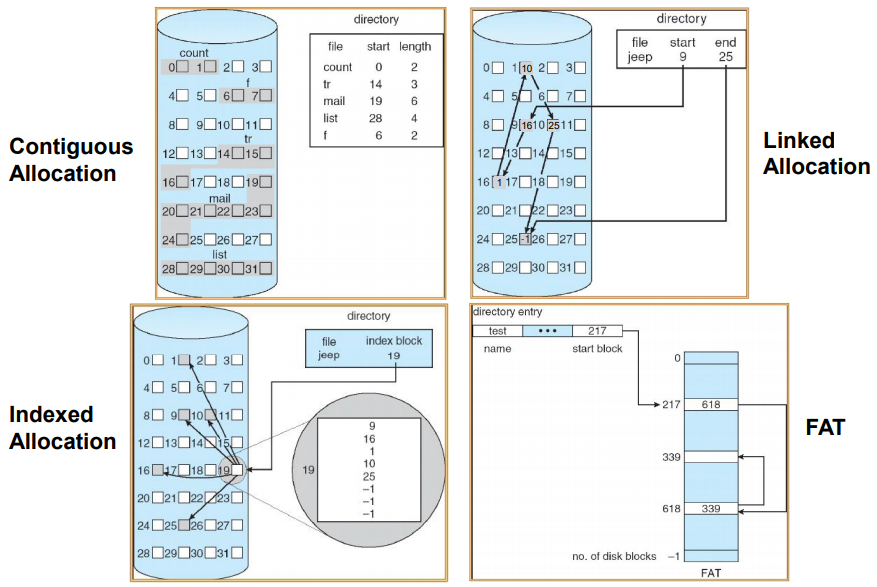 Contiguous
Allocation
count
0 1 2 3
f
4 5 6 7
8 9 10 11
tr
12 13 14 15
16 17 18 19
mail
20 21 22 23
24 25 26 27
list
28 29 30 31
directory
file start length
count 0 2
tr 14 3
mail 19 6
list 28 4
f 6 2
Linked
Allocation
0 1 10 2 3
4 5 6 7
8 9 16 10 25 11
12 13 14 15
16 1 17 18 19
20 21 22 23
24 25 -1 26 27
28 29 30 31
directory
file start end
jeep 9 25
Indexed
Allocation
0 1 2 3
4 5 6 7
8 9 10 11
12 13 14 15
16 17 18 19
20 21 22 23
24 25 26 27
28 29 30 31
directory
file index block
jeep 19
19
9
16
1
10
25
–1
–1
–1
FAT
directory entry
test ••• 217
name start block
0
217 618
339
618 339
no. of disk blocks –1
FAT